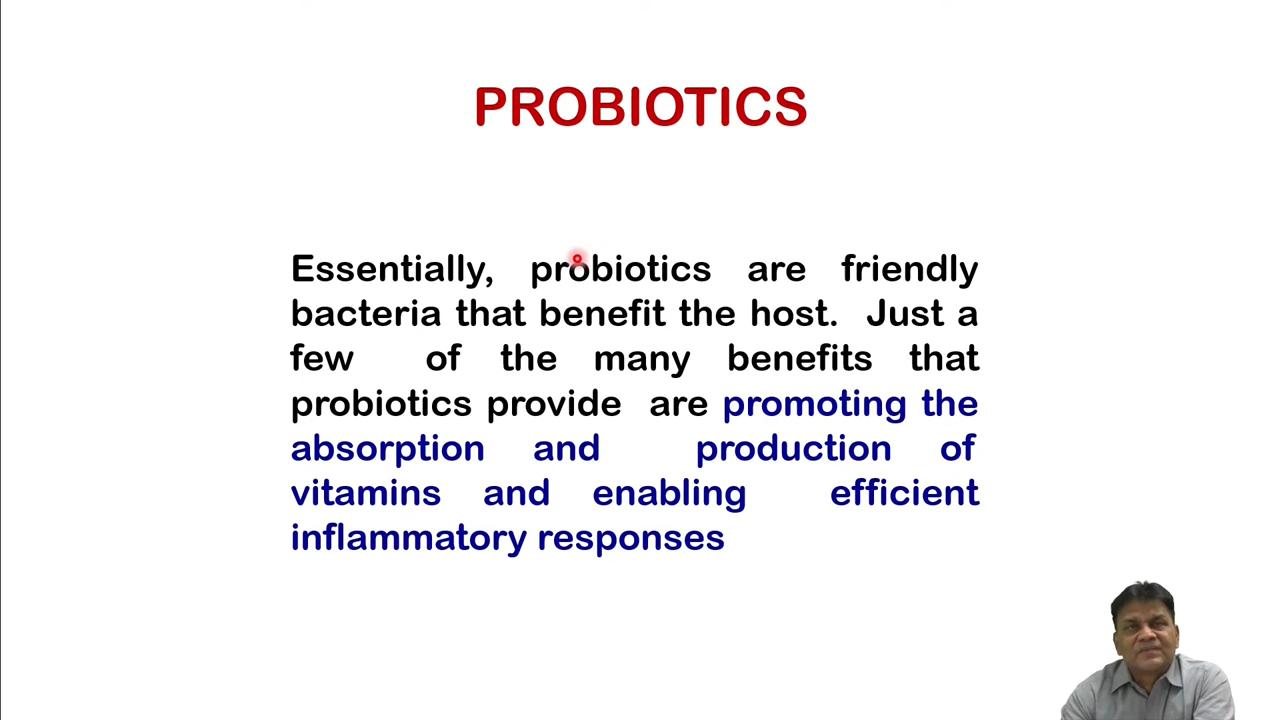 PROBIOTICS
Essentially, probiotics are friendly
bacteria that benefit the host. Just a
few of the many benefits that
probiotics provide are promoting the
absorption and production of
vitamins and enabling efficient
inflammatory responses